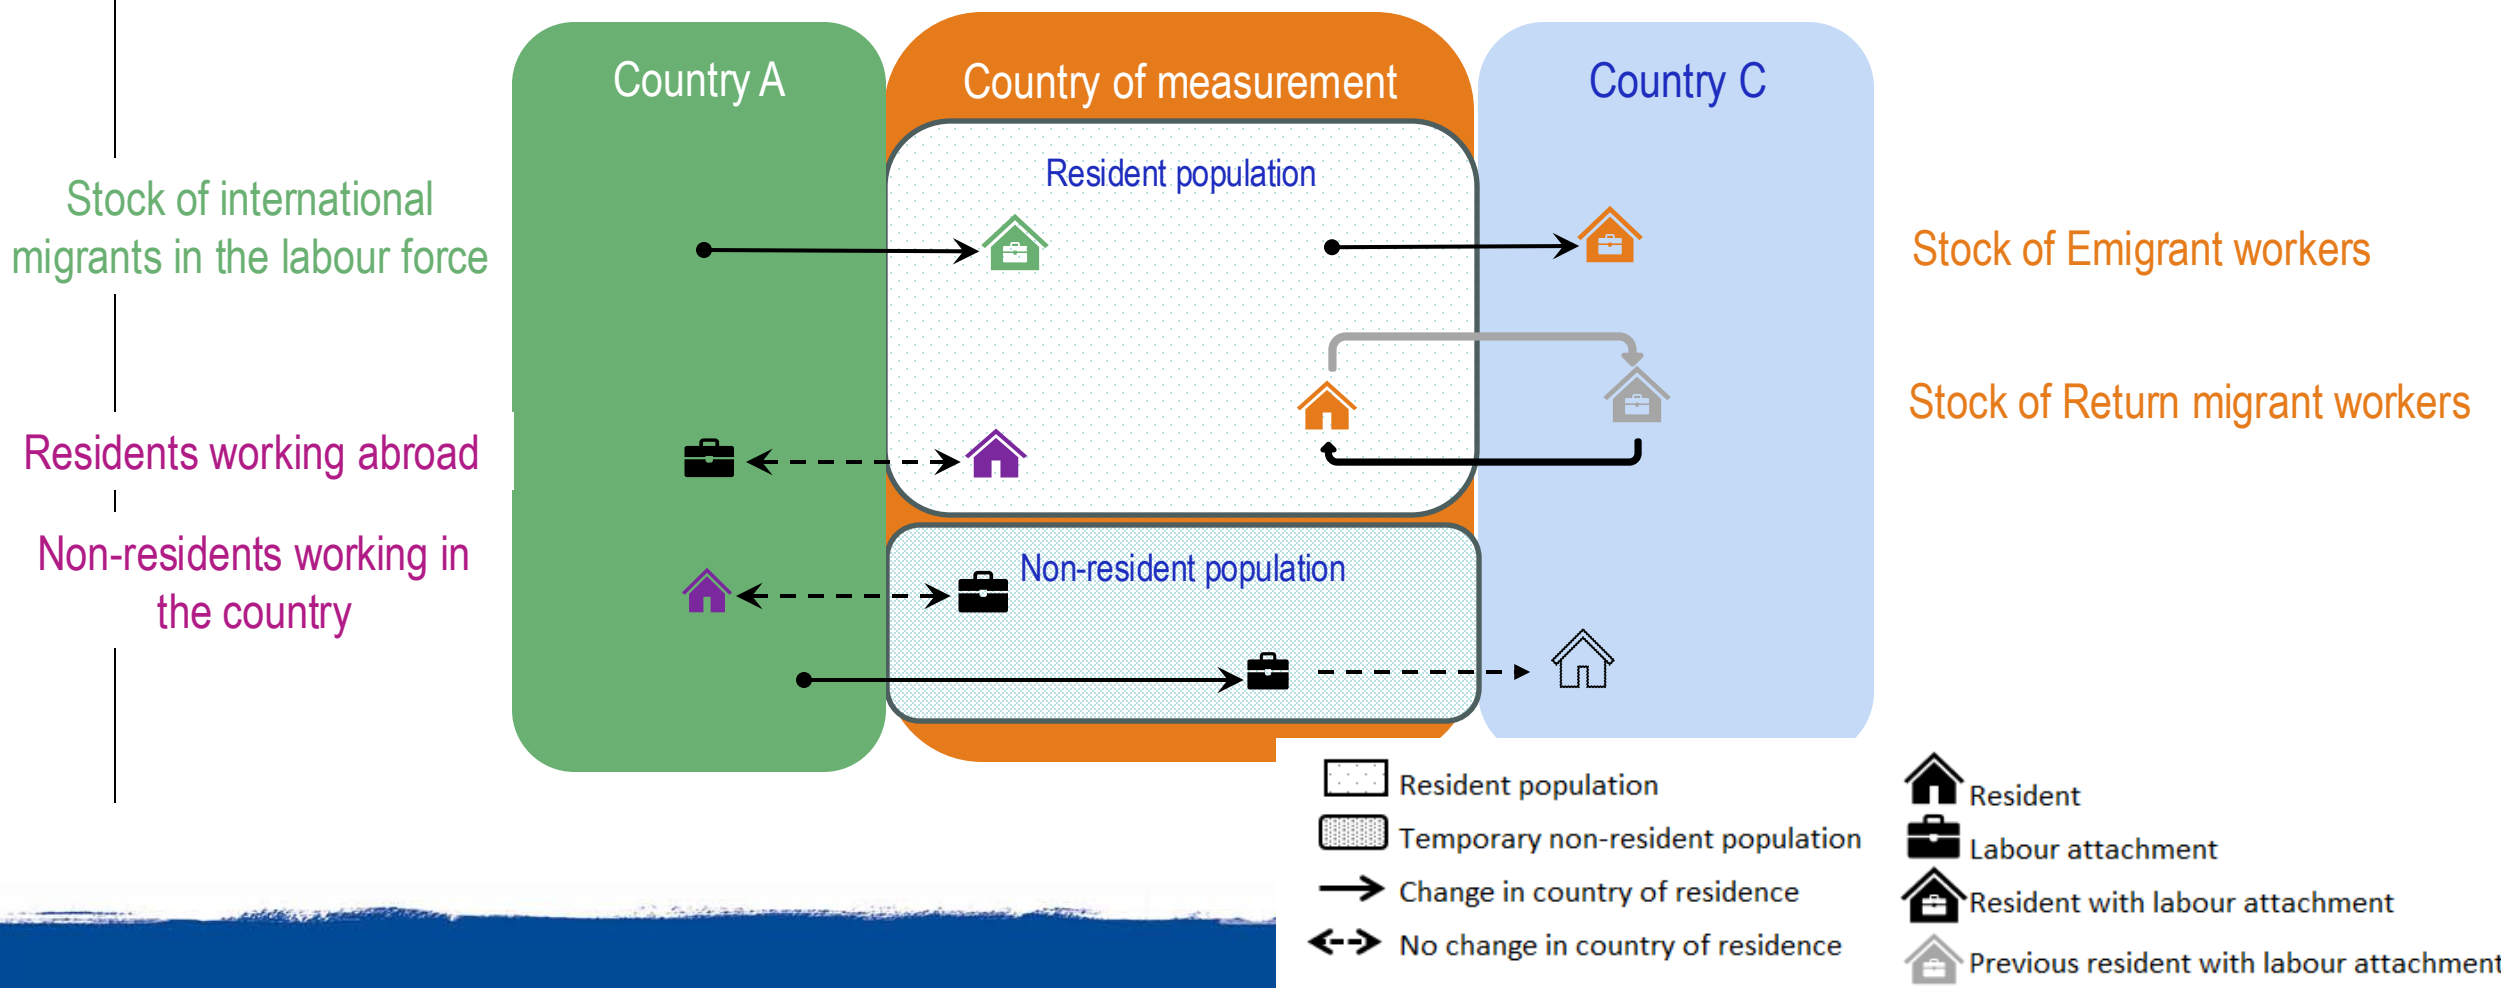 Country A
Country of measurement
Country C
Resident population
Stock of international
migrants in the labour force
Stock of Emigrant workers
Stock of Return migrant workers
Residents working abroad
Non-residents working in
the country
Non-resident population
Resident population
Temporary non-resident population
Change in country of residence
No change in country of residence
Resident
Labour attachment
Resident with labour attachment
Previous resident with labour attachment